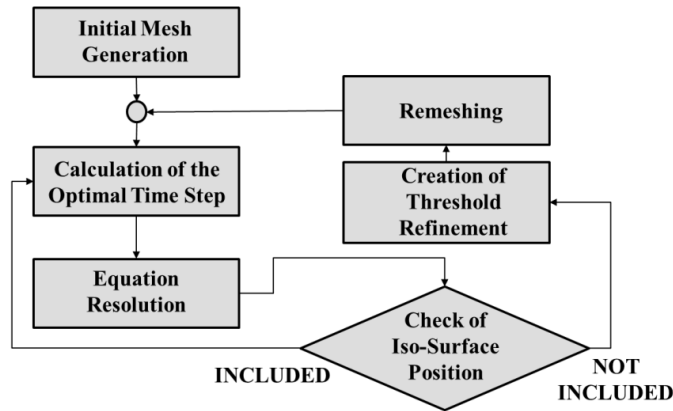 Initial Mesh
Generation
Remeshing
Calculation of the
Optimal Time Step
Creation of
Threshold
Refinement
Equation
Resolution
Check of
Iso-Surface
Position
INCLUDED
NOT
INCLUDED